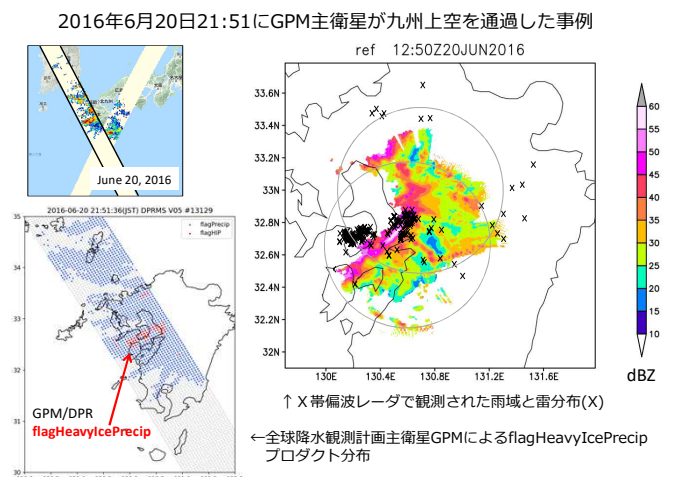 2016年6月20日21:51にGPM主衛星が九州上空を通過した事例
June 20, 2016
ref 12:50Z20JUN2016
33.6N
33.4N
33.2N
33N
32.8N
32.6N
32.4N
32.2N
32N
130E
130.4E
130.8E
131.2E
131.6E
60
55
50
45
40
35
30
25
20
15
10
dBZ
↑X帯偏波レーダで観測された雨域と雷分布(X)
2016-06-20 21:51:36(JST) DPRMS V05 #13129
flagPrecip
flagHIP
35
34
33
32
31
30
GPM/DPR
flagHeavyIcePrecip
←全球降水観測計画主衛星GPMによるflagHeavyIcePrecip
プロダクト分布